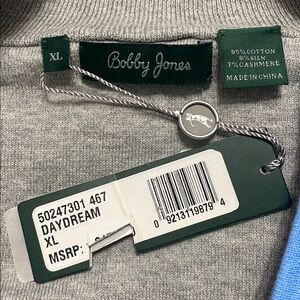 XL
Bobby Jones
85% COTTON
8% SILK
7% CASHMERE
MADE IN CHINA
50247301 467
DAYDREAM
XL
MSRP:
0 9213119879 4